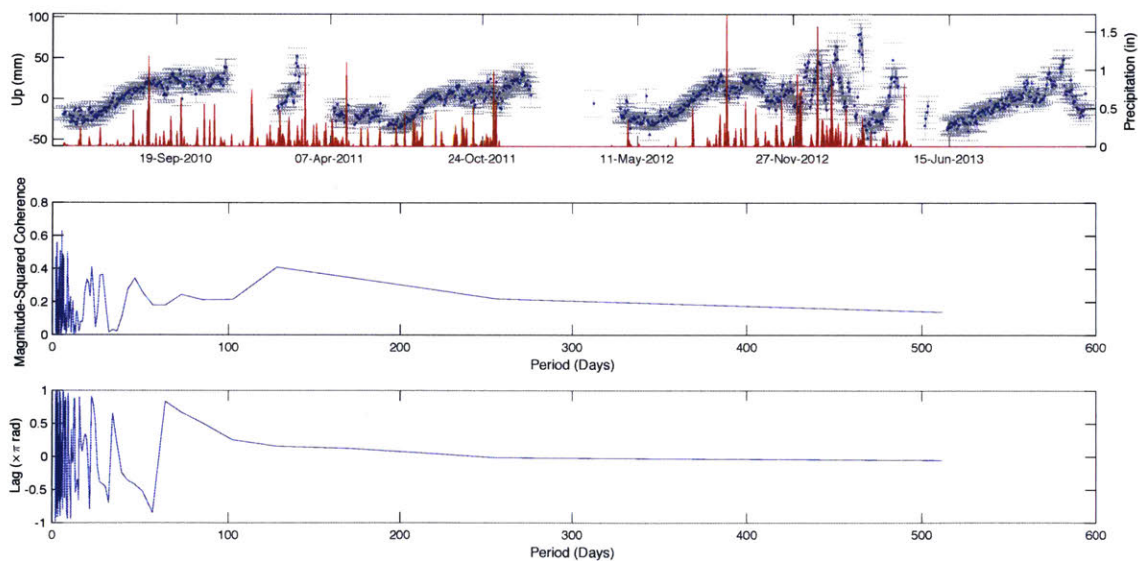 100
50
0
-50
Up (mm)
1.5
1
0.5
0
Precipitation (in)
19-Sep-2010 07-Apr-2011 24-Oct-2011 11-May-2012 27-Nov-2012 15-Jun-2013
0.8
0.6
0.4
0.2
0
Magnitude-Squared Coherence
0 100 200 300 400 500 600
Period (Days)
1
0.5
0
-0.5
-1
Lag (×π rad)
0 100 200 300 400 500 600
Period (Days)